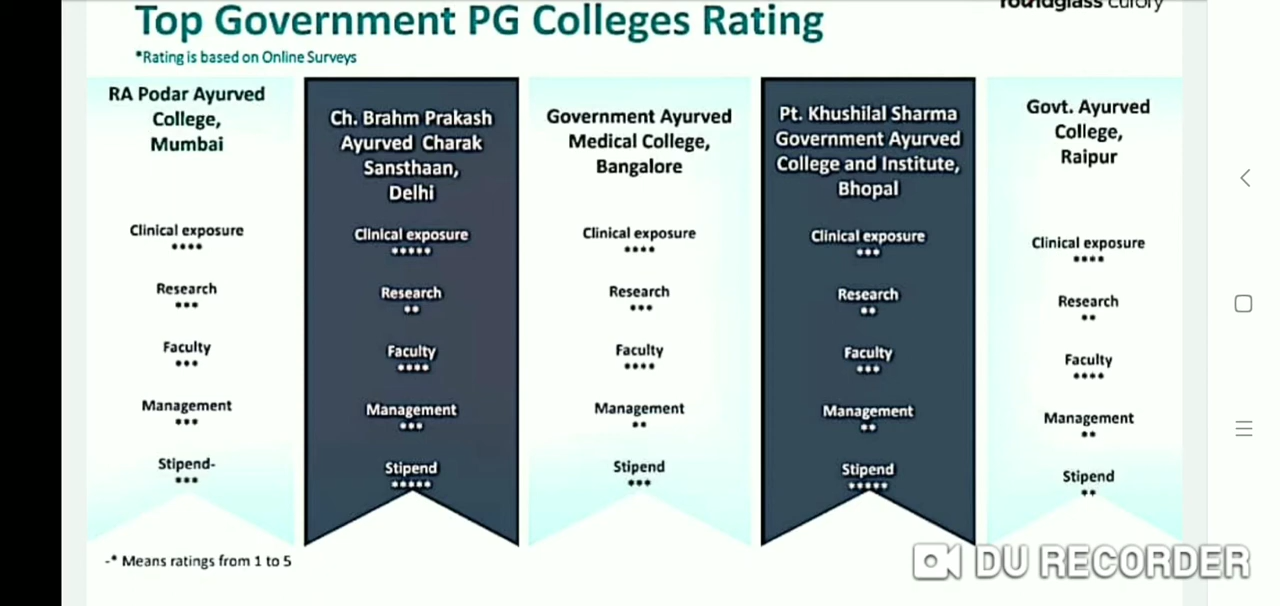 roundglass curofy
Top Government PG Colleges Rating
*Rating is based on Online Surveys
RA Podar Ayurved
College,
Mumbai
Clinical exposure
****
Research
***
Faculty
***
Management
***
Stipend-
***
Ch. Brahm Prakash
Ayurved Charak
Sansthaan,
Delhi
Clinical exposure
*****
Research
**
Faculty
****
Management
***
Stipend
*****
Government Ayurved
Medical College,
Bangalore
Clinical exposure
****
Research
***
Faculty
****
Management
**
Stipend
***
Pt. Khushilal Sharma
Government Ayurved
College and Institute,
Bhopal
Clinical exposure
***
Research
**
Faculty
***
Management
**
Stipend
*****
Govt. Ayurved
College,
Raipur
Clinical exposure
****
Research
**
Faculty
****
Management
**
Stipend
**
-* Means ratings from 1 to 5
DU RECORDER